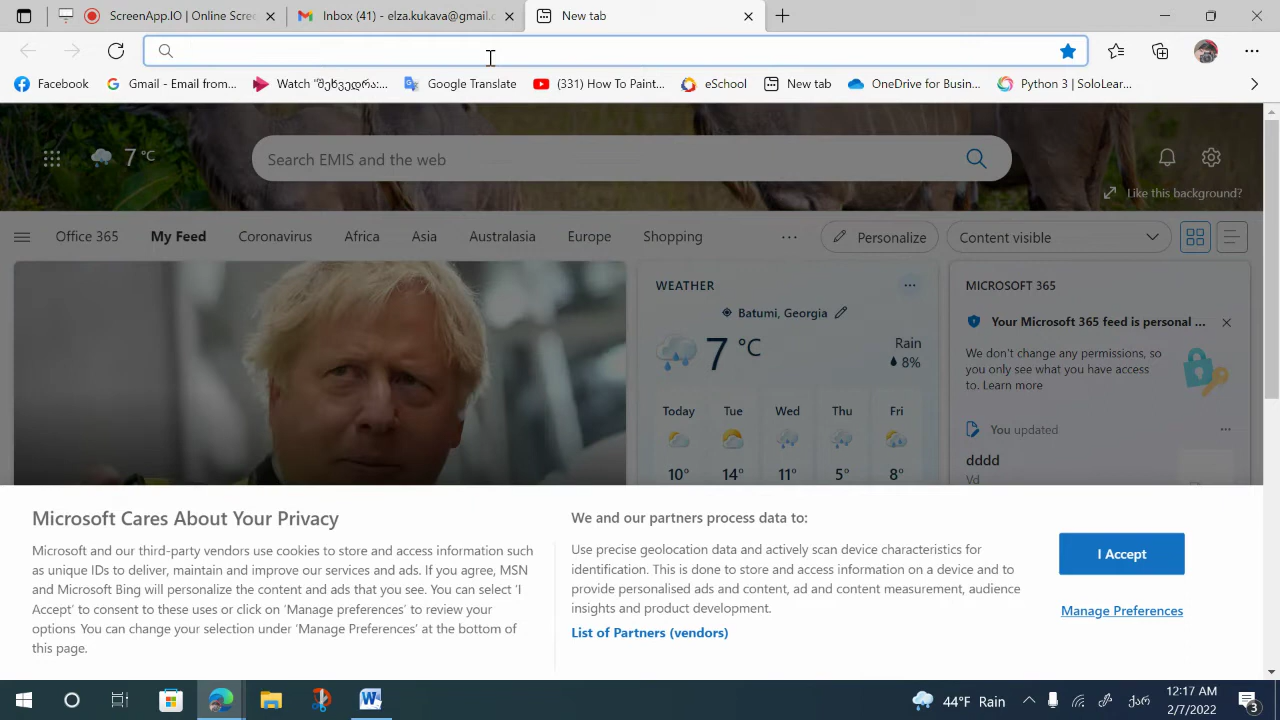 ScreenApp.IO | Online Scree
Inbox (41) - elza.kukava@gmail.c
New tab
Facebook
Gmail - Email from...
Watch
Google Translate
(331) How To Paint...
eSchool
New tab
OneDrive for Busin...
Python 3 | SoloLear...
7 °C
Search EMIS and the web
Like this background?
Office 365
My Feed
Coronavirus
Africa
Asia
Australasia
Europe
Shopping
Personalize
Content visible
WEATHER
Batumi, Georgia
7 °C
Rain
8%
Today
Tue
Wed
Thu
Fri
10°
14°
11°
5°
8°
MICROSOFT 365
Your Microsoft 365 feed is personal ...
We don't change any permissions, so
you only see what you have access
to. Learn more
You updated
dddd
Vd
Microsoft Cares About Your Privacy
Microsoft and our third-party vendors use cookies to store and access information such
as unique IDs to deliver, maintain and improve our services and ads. If you agree, MSN
and Microsoft Bing will personalize the content and ads that you see. You can select 'I
Accept' to consent to these uses or click on 'Manage preferences' to review your
options You can change your selection under 'Manage Preferences' at the bottom of
this page.
We and our partners process data to:
Use precise geolocation data and actively scan device characteristics for
identification. This is done to store and access information on a device and to
provide personalised ads and content, ad and content measurement, audience
insights and product development.
List of Partners (vendors)
I Accept
Manage Preferences
44°F Rain
ქარ
12:17 AM
2/7/2022
3